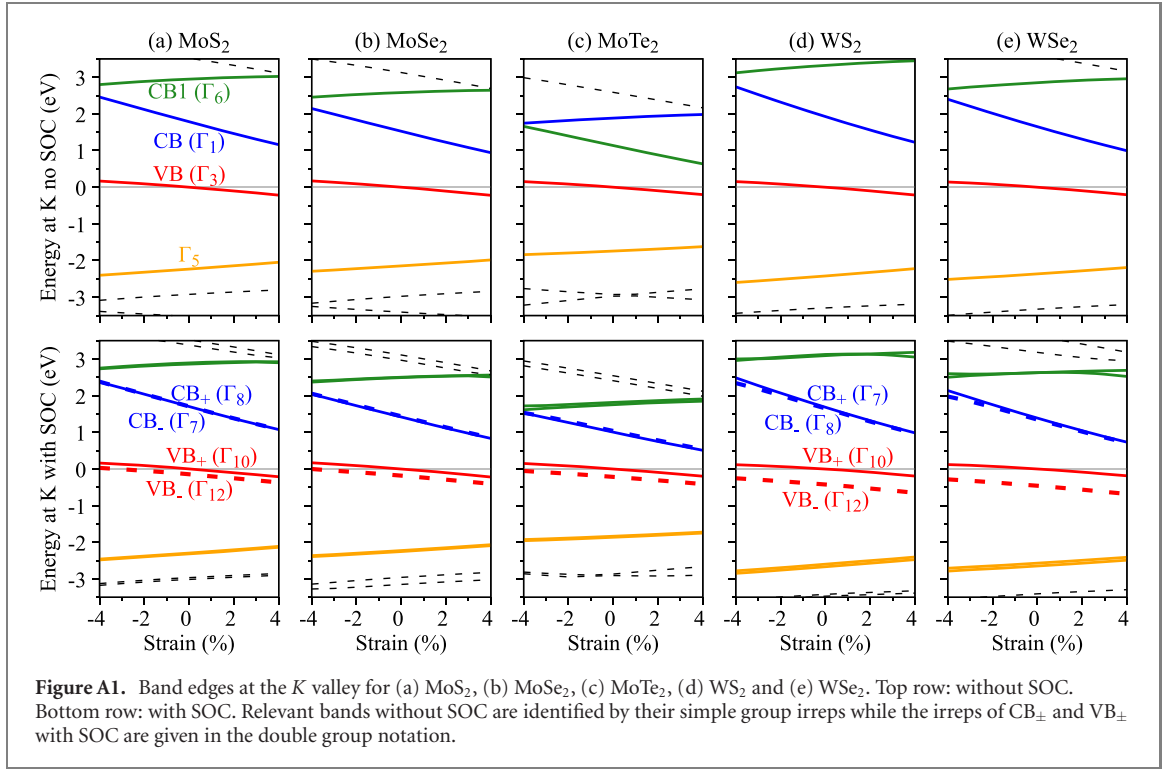 (a) MoS₂ (b) MoSe₂ (c) MoTe₂ (d) WS₂ (e) WSe₂
Energy at K no SOC (eV)
3
2
1
0
-1
-2
-3
CB1 (Γ₆)
CB (Γ₁)
VB (Γ₃)
Γ₅
Energy at K with SOC (eV)
3
2
1
0
-1
-2
-3
CB₊ (Γ₈)
CB₋ (Γ₇)
VB₊ (Γ₁₀)
VB₋ (Γ₁₂)
CB₊ (Γ₇)
CB₋ (Γ₈)
VB₊ (Γ₁₀)
VB₋ (Γ₁₂)
-4 -2 0 2 4 -4 -2 0 2 4 -4 -2 0 2 4 -4 -2 0 2 4 -4 -2 0 2 4
Strain (%) Strain (%) Strain (%) Strain (%) Strain (%)
Figure A1. Band edges at the K valley for (a) MoS₂, (b) MoSe₂, (c) MoTe₂, (d) WS₂ and (e) WSe₂. Top row: without SOC.
Bottom row: with SOC. Relevant bands without SOC are identified by their simple group irreps while the irreps of CB± and VB±
with SOC are given in the double group notation.